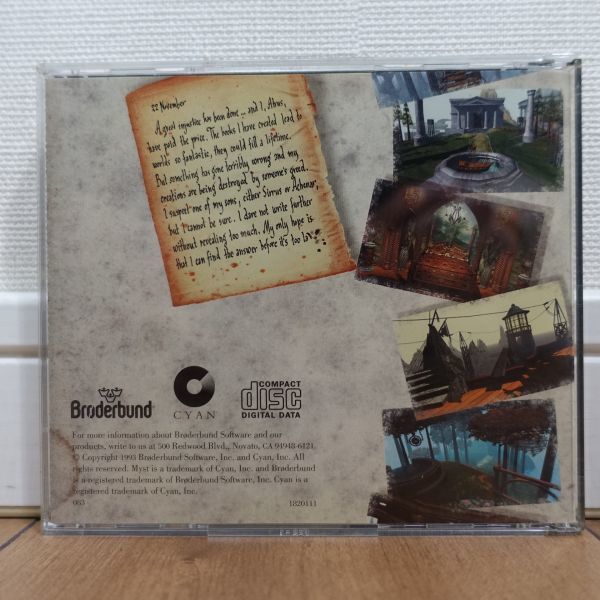 22 November
A great injustice has been done... and I, Atrus,
have paid the price. The books I have created lead to
worlds so fantastic, they could fill a lifetime.
But something has gone terribly wrong and my
creations are being destroyed by someone's greed.
I suspect one of my sons, either Sirrus or Achenar,
but I cannot be sure. I dare not write further
without revealing too much. My only hope is
that I can find the answer before it's too late
Brøderbund
CYAN
COMPACT
disc
DIGITAL DATA
For more information about Brøderbund Software and our
products, write to us at 500 Redwood Blvd., Novato, CA 94948-6121.
© Copyright 1993 Brøderbund Software, Inc. and Cyan, Inc. All
rights reserved. Myst is a trademark of Cyan, Inc. and Brøderbund
is a registered trademark of Brøderbund Software, Inc. Cyan is a
registered trademark of Cyan, Inc.
083 1820111